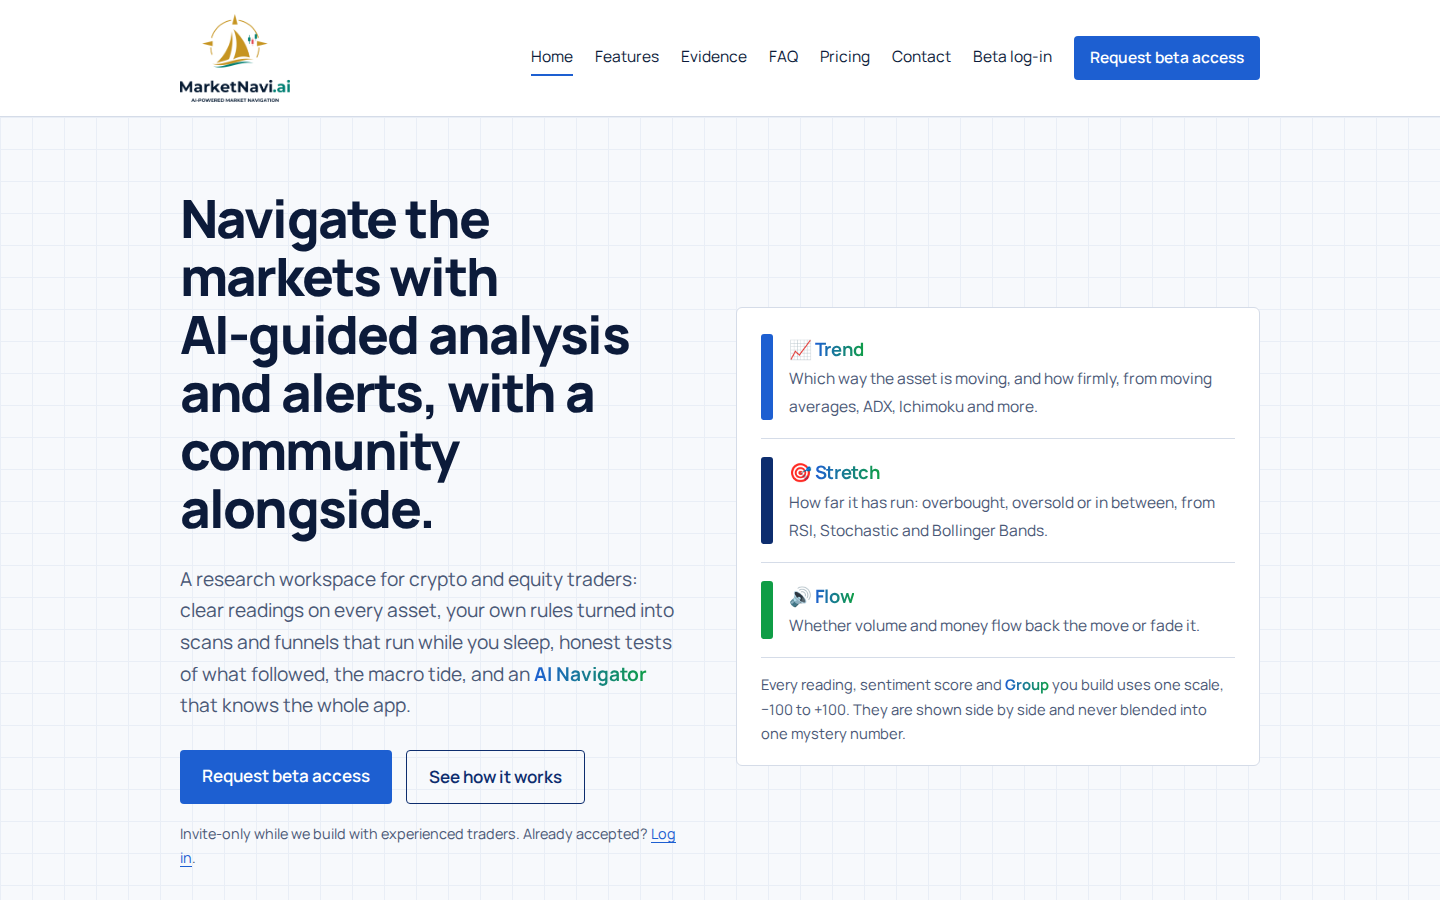 MarketNavi.ai
AI-POWERED MARKET NAVIGATION
Home Features Evidence FAQ Pricing Contact Beta log-in Request beta access
Navigate the
markets with
AI-guided analysis
and alerts, with a
community
alongside.
A research workspace for crypto and equity traders:
clear readings on every asset, your own rules turned into
scans and funnels that run while you sleep, honest tests
of what followed, the macro tide, and an AI Navigator
that knows the whole app.
Request beta access See how it works
Invite-only while we build with experienced traders. Already accepted? Log
in.
Trend
Which way the asset is moving, and how firmly, from moving
averages, ADX, Ichimoku and more.
Stretch
How far it has run: overbought, oversold or in between, from
RSI, Stochastic and Bollinger Bands.
Flow
Whether volume and money flow back the move or fade it.
Every reading, sentiment score and Group you build uses one scale,
−100 to +100. They are shown side by side and never blended into
one mystery number.